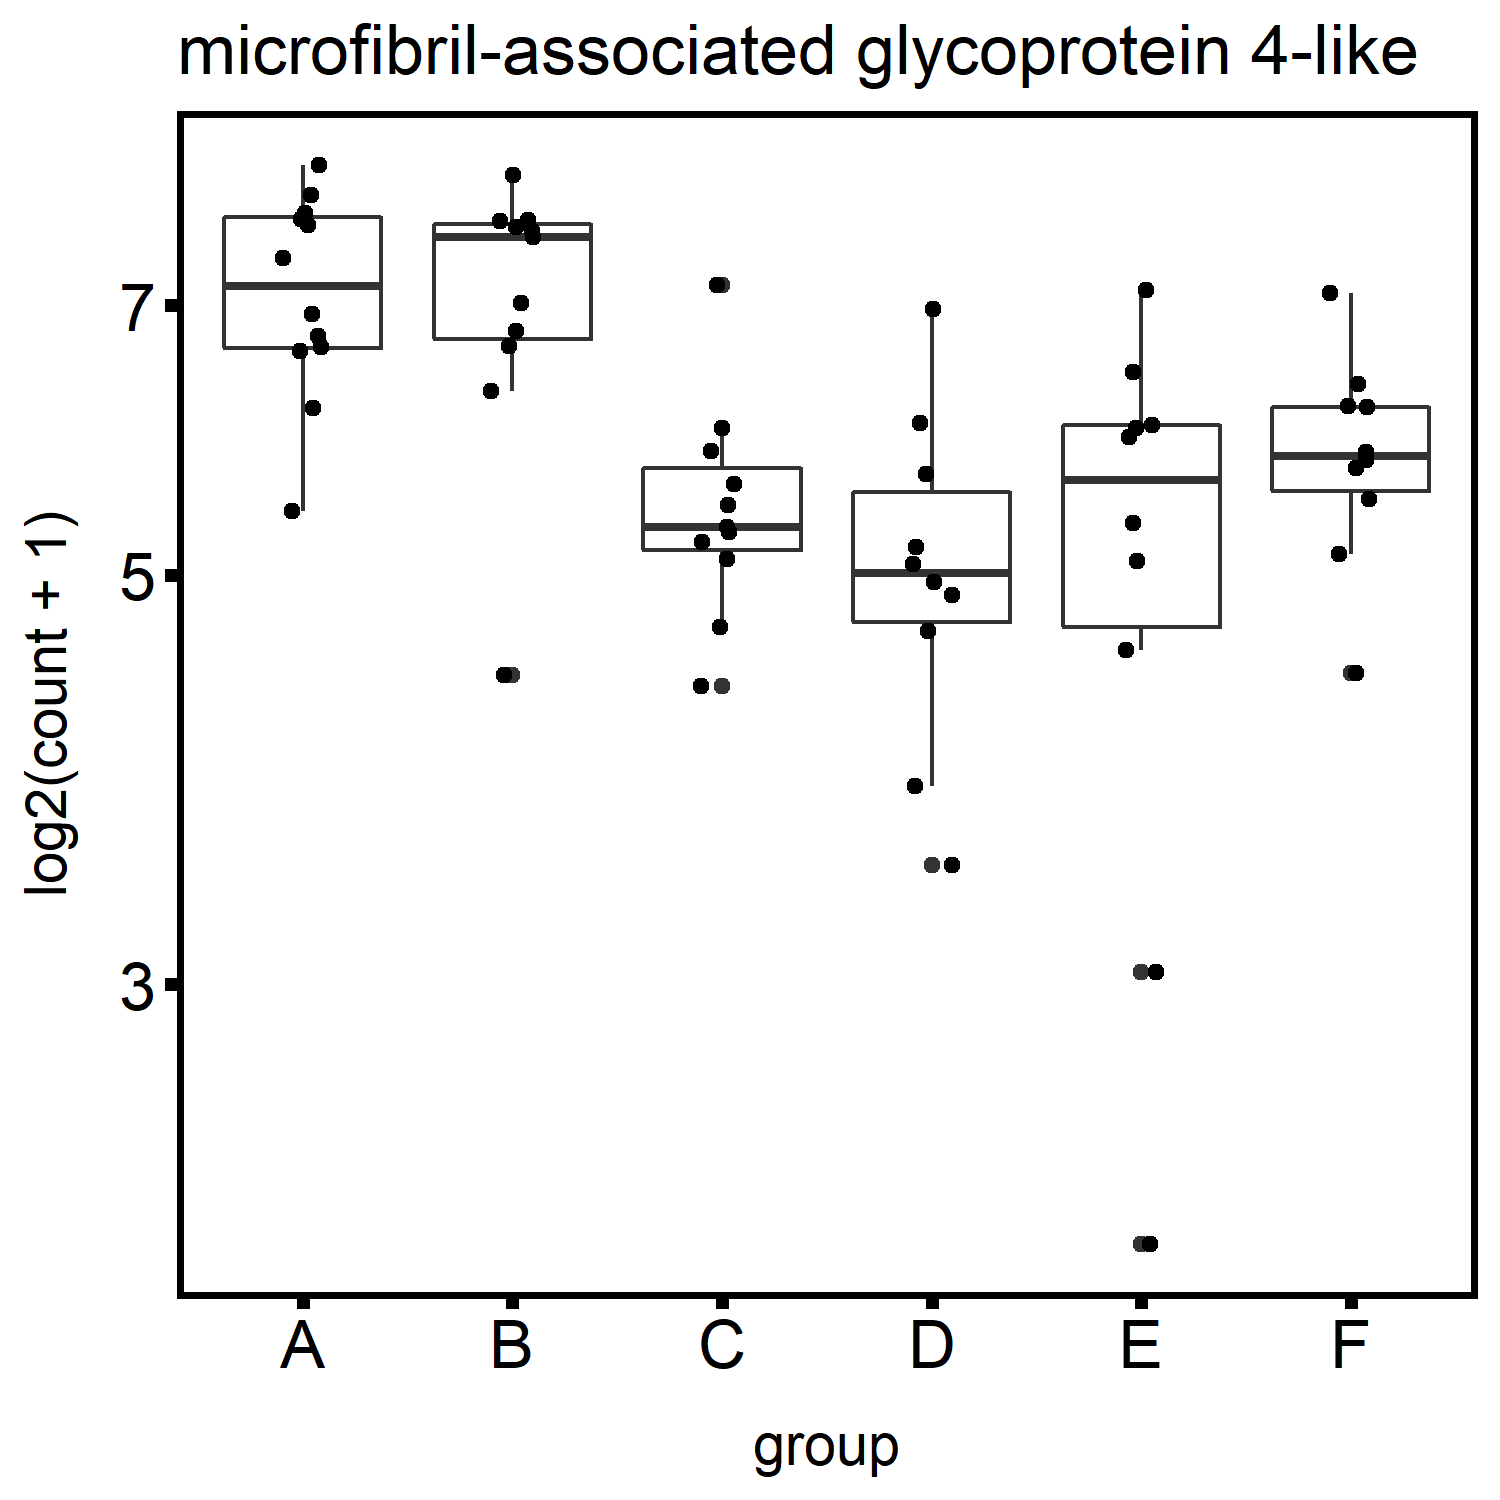 microfibril-associated glycoprotein 4-like
log2(count + 1)
7
5
3
A B C D E F
group